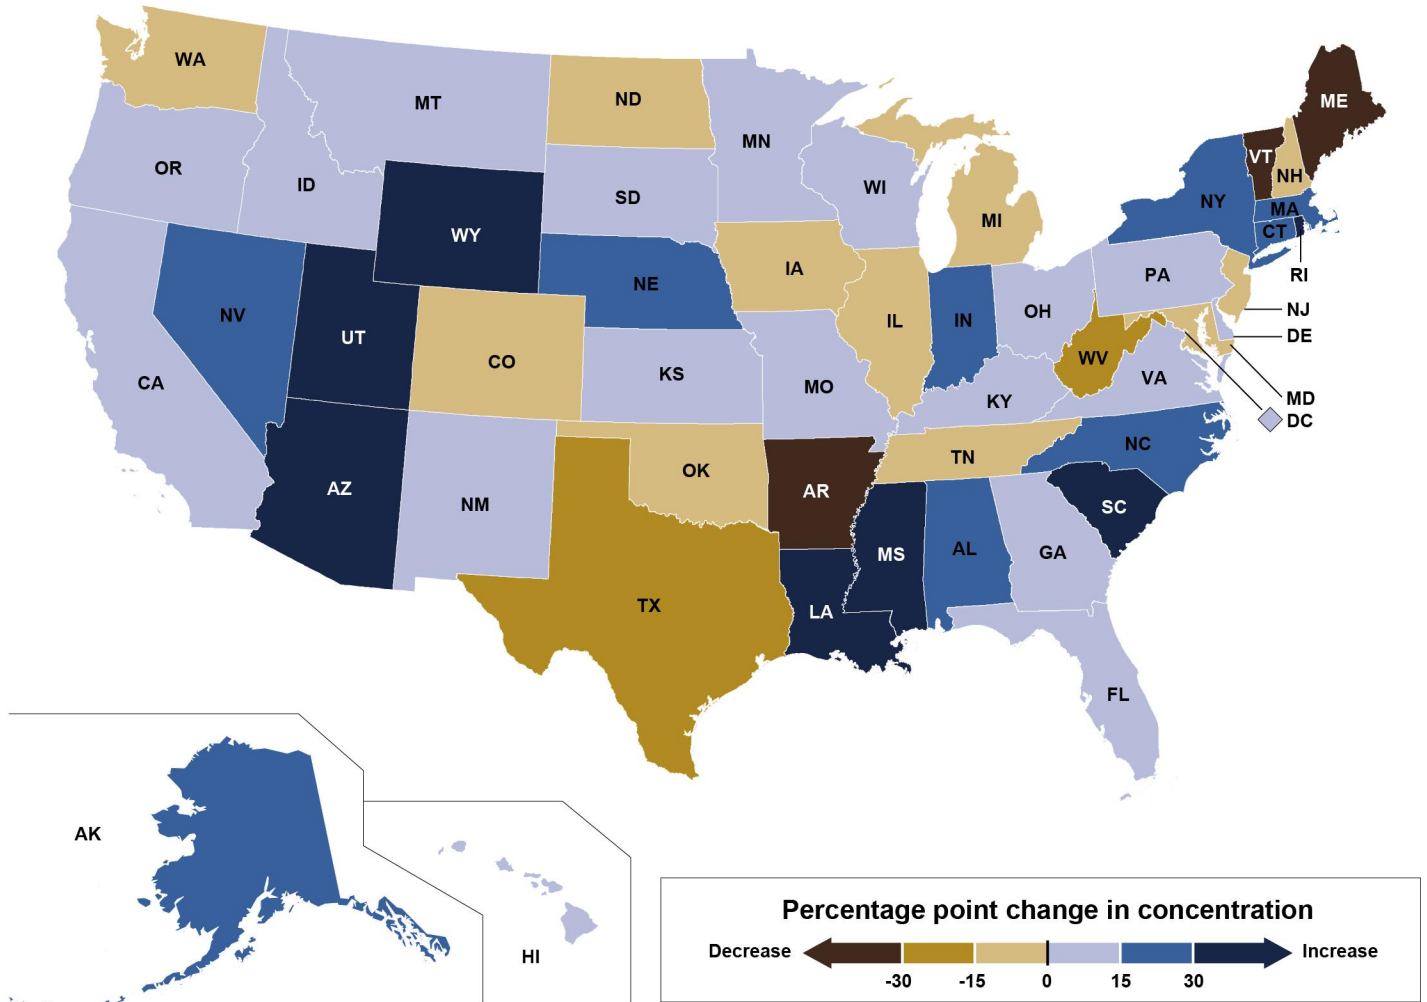 WA
MT
ND
MN
ME
VT
NH
OR
ID
SD
WI
NY
MA
MI
CT
WY
RI
IA
PA
NE
NJ
NV
IL
IN
OH
DE
UT
CO
WV
KS
VA
CA
MO
KY
MD
DC
NC
TN
OK
AZ
AR
NM
SC
MS
AL
GA
TX
LA
FL
AK
HI
Percentage point change in concentration
Decrease Increase
-30 -15 0 15 30